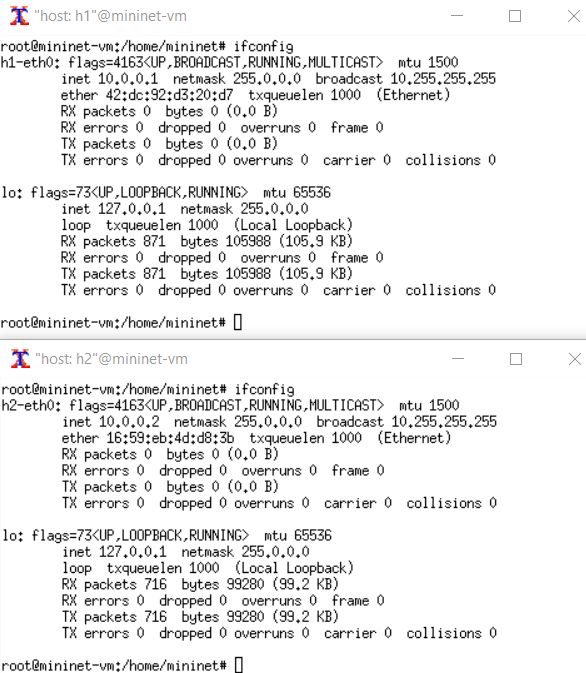 "host: h1"@mininet-vm
root@mininet-vm:/home/mininet# ifconfig
h1-eth0: flags=4163<UP,BROADCAST,RUNNING,MULTICAST>  mtu 1500
        inet 10.0.0.1  netmask 255.0.0.0  broadcast 10.255.255.255
        ether 42:dc:92:d3:20:d7  txqueuelen 1000  (Ethernet)
        RX packets 0  bytes 0 (0.0 B)
        RX errors 0  dropped 0  overruns 0  frame 0
        TX packets 0  bytes 0 (0.0 B)
        TX errors 0  dropped 0 overruns 0  carrier 0  collisions 0
lo: flags=73<UP,LOOPBACK,RUNNING>  mtu 65536
        inet 127.0.0.1  netmask 255.0.0.0
        loop  txqueuelen 1000  (Local Loopback)
        RX packets 871  bytes 105988 (105.9 KB)
        RX errors 0  dropped 0  overruns 0  frame 0
        TX packets 871  bytes 105988 (105.9 KB)
        TX errors 0  dropped 0 overruns 0  carrier 0  collisions 0
root@mininet-vm:/home/mininet#
"host: h2"@mininet-vm
root@mininet-vm:/home/mininet# ifconfig
h2-eth0: flags=4163<UP,BROADCAST,RUNNING,MULTICAST>  mtu 1500
        inet 10.0.0.2  netmask 255.0.0.0  broadcast 10.255.255.255
        ether 16:59:eb:4d:d8:3b  txqueuelen 1000  (Ethernet)
        RX packets 0  bytes 0 (0.0 B)
        RX errors 0  dropped 0  overruns 0  frame 0
        TX packets 0  bytes 0 (0.0 B)
        TX errors 0  dropped 0 overruns 0  carrier 0  collisions 0
lo: flags=73<UP,LOOPBACK,RUNNING>  mtu 65536
        inet 127.0.0.1  netmask 255.0.0.0
        loop  txqueuelen 1000  (Local Loopback)
        RX packets 716  bytes 99280 (99.2 KB)
        RX errors 0  dropped 0  overruns 0  frame 0
        TX packets 716  bytes 99280 (99.2 KB)
        TX errors 0  dropped 0 overruns 0  carrier 0  collisions 0
root@mininet-vm:/home/mininet#